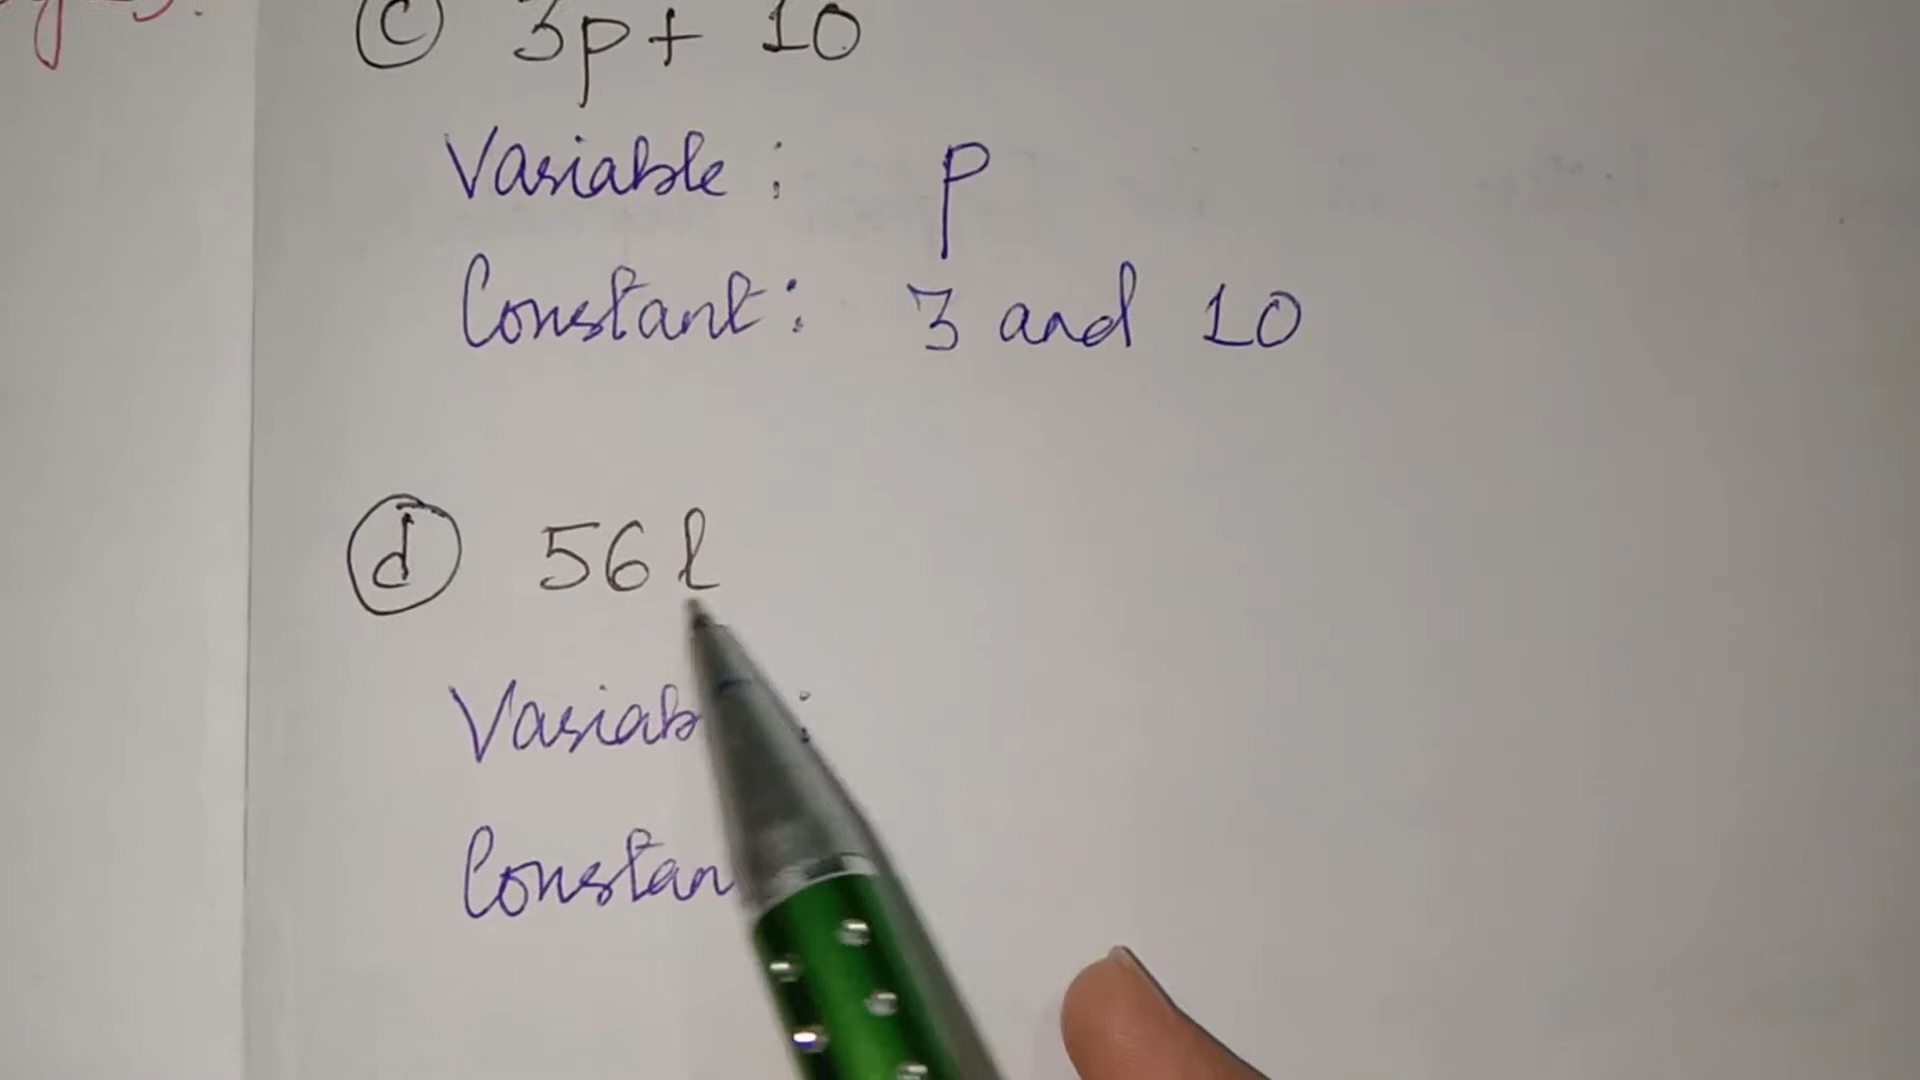 ⓒ 3p + 10
Variable : p
Constant : 3 and 10
ⓓ 56l
Variab :
Constan